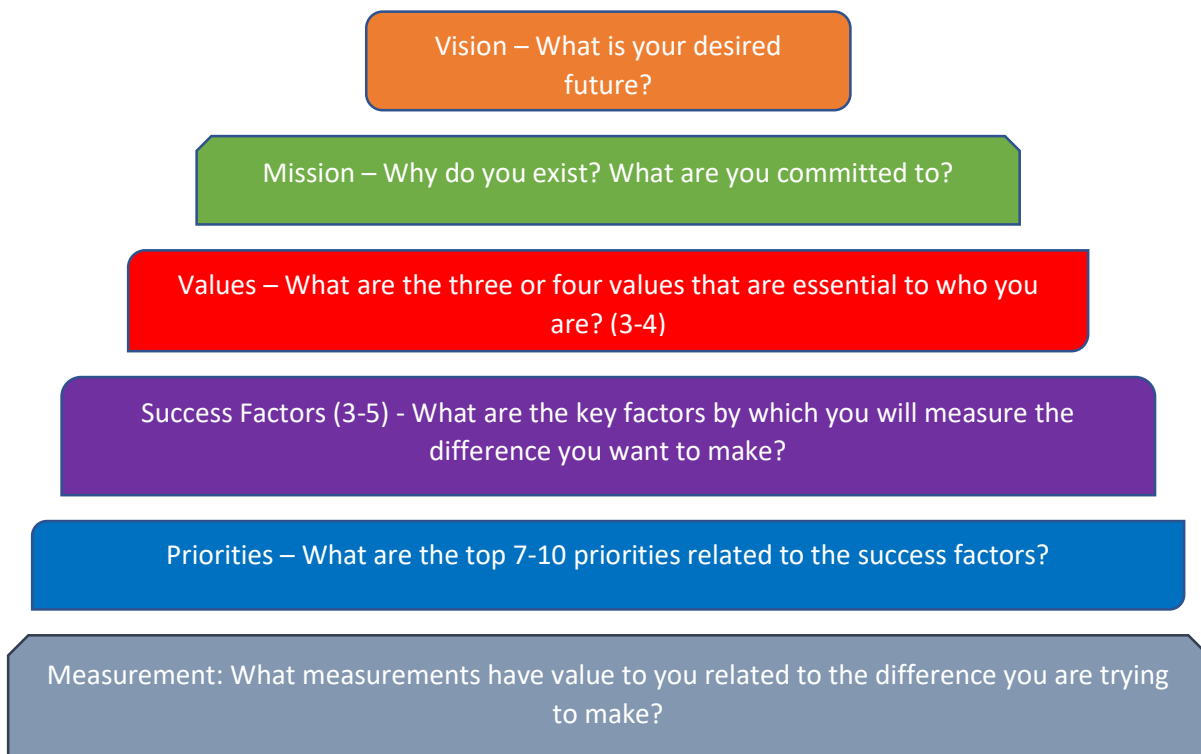 Vision – What is your desired
future?
Mission – Why do you exist? What are you committed to?
Values – What are the three or four values that are essential to who you
are? (3-4)
Success Factors (3-5) - What are the key factors by which you will measure the
difference you want to make?
Priorities – What are the top 7-10 priorities related to the success factors?
Measurement: What measurements have value to you related to the difference you are trying
to make?